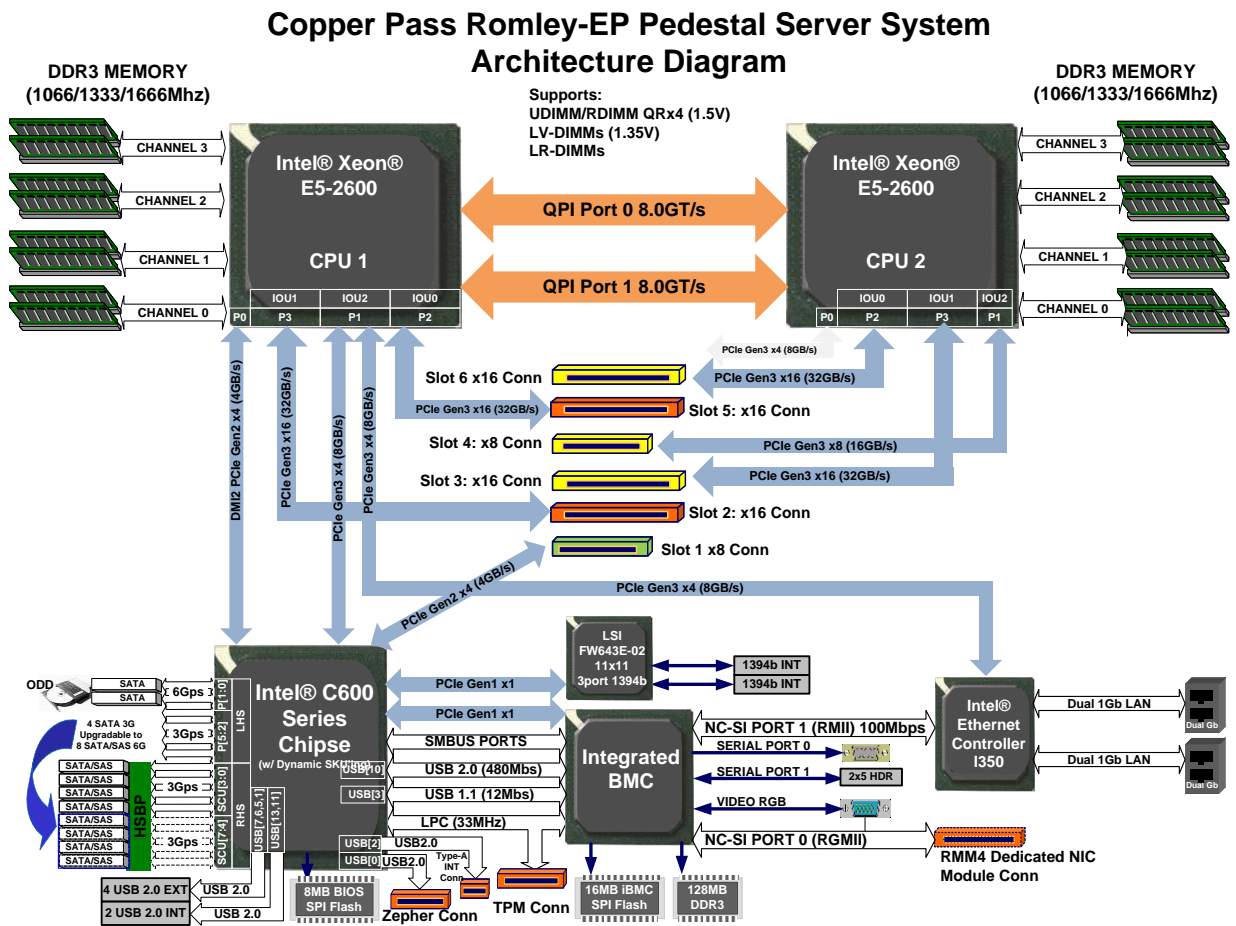 Copper Pass Romley-EP Pedestal Server System
Architecture Diagram
DDR3 MEMORY
(1066/1333/1666Mhz)
Supports:
UDIMM/RDIMM QRx4 (1.5V)
LV-DIMMs (1.35V)
LR-DIMMs
DDR3 MEMORY
(1066/1333/1666Mhz)
CHANNEL 3
CHANNEL 2
CHANNEL 1
CHANNEL 0
Intel® Xeon®
E5-2600
CPU 1
IOU1
IOU2
IOU0
P0
P3
P1
P2
QPI Port 0 8.0GT/s
QPI Port 1 8.0GT/s
Intel® Xeon®
E5-2600
CPU 2
IOU0
IOU1
IOU2
P0
P2
P3
P1
CHANNEL 3
CHANNEL 2
CHANNEL 1
CHANNEL 0
PCIe Gen3 x4 (8GB/s)
Slot 6 x16 Conn
PCIe Gen3 x16 (32GB/s)
PCIe Gen3 x16 (32GB/s)
Slot 5: x16 Conn
Slot 4: x8 Conn
PCIe Gen3 x8 (16GB/s)
Slot 3: x16 Conn
PCIe Gen3 x16 (32GB/s)
Slot 2: x16 Conn
Slot 1 x8 Conn
DMI2 PCIe Gen2 x4 (4GB/s)
PCIe Gen3 x16 (32GB/s)
PCIe Gen3 x4 (8GB/s)
PCIe Gen3 x4 (8GB/s)
PCIe Gen2 x4 (4GB/s)
PCIe Gen3 x4 (8GB/s)
LSI
FW643E-02
11x11
3port 1394b
1394b INT
1394b INT
ODD
SATA
SATA
6Gps
3Gps
4 SATA 3G
Upgradable to
8 SATA/SAS 6G
SATA/SAS
SATA/SAS
SATA/SAS
SATA/SAS
SATA/SAS
SATA/SAS
SATA/SAS
SATA/SAS
HSBP
3Gps
3Gps
P[1:0]
P[5:2]
LHS
SCU[3:0]
SCU[7:4]
RHS
Intel® C600
Series
Chipse
(w/ Dynamic SKU'ing)
USB[10]
USB[3]
USB[2]
USB[0]
USB[7,6,5,1]
USB[13,11]
PCIe Gen1 x1
PCIe Gen1 x1
SMBUS PORTS
USB 2.0 (480Mbs)
USB 1.1 (12Mbs)
LPC (33MHz)
USB2.0
USB2.0
Type-A
INT
Conn
4 USB 2.0 EXT
USB 2.0
2 USB 2.0 INT
USB 2.0
8MB BIOS
SPI Flash
Zepher Conn
TPM Conn
Integrated
BMC
16MB iBMC
SPI Flash
128MB
DDR3
NC-SI PORT 1 (RMII) 100Mbps
SERIAL PORT 0
SERIAL PORT 1
2x5 HDR
VIDEO RGB
NC-SI PORT 0 (RGMII)
RMM4 Dedicated NIC
Module Conn
Intel®
Ethernet
Controller
I350
Dual 1Gb LAN
Dual Gb
Dual 1Gb LAN
Dual Gb